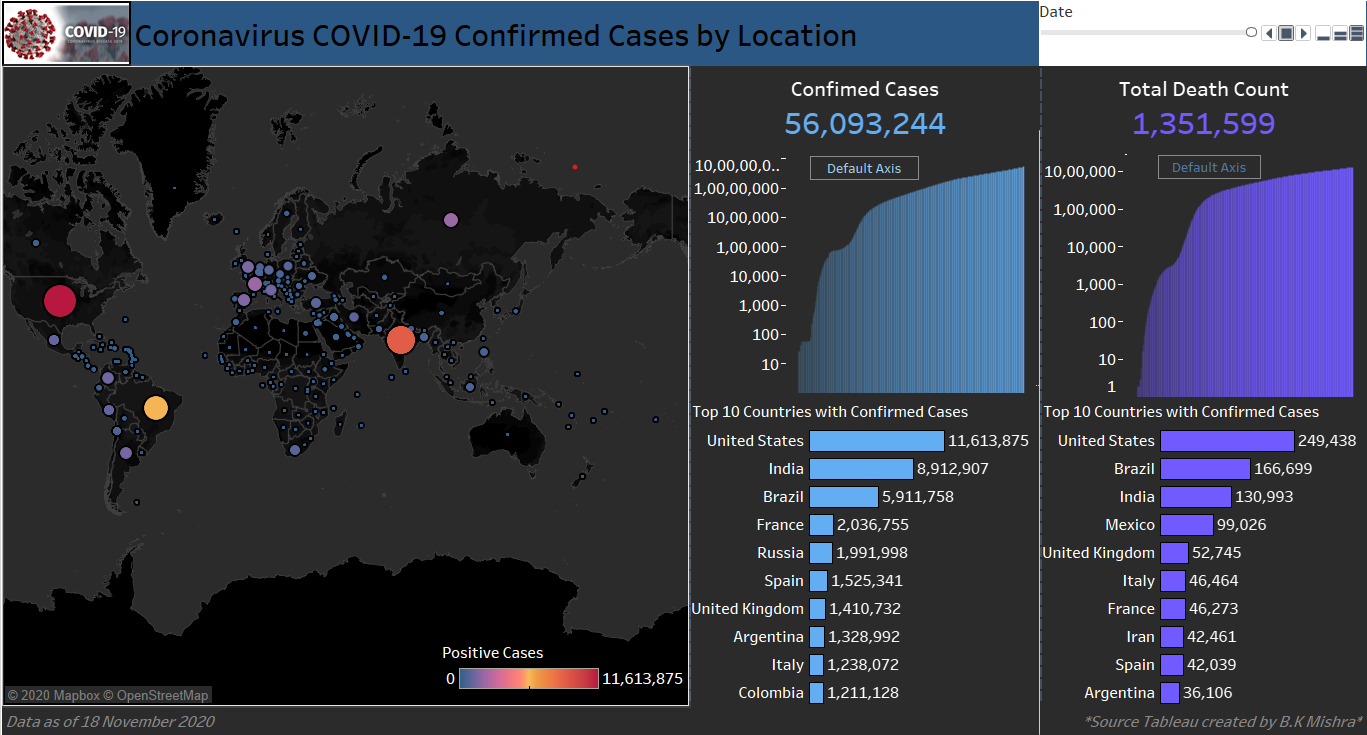 COVID-19
CORONAVIRUS DISEASE 2019
Coronavirus COVID-19 Confirmed Cases by Location
Date
Confimed Cases
56,093,244
Default Axis
10,00,00,0..
1,00,00,000
10,00,000
1,00,000
10,000
1,000
100
10
Top 10 Countries with Confirmed Cases
United States 11,613,875
India 8,912,907
Brazil 5,911,758
France 2,036,755
Russia 1,991,998
Spain 1,525,341
United Kingdom 1,410,732
Argentina 1,328,992
Italy 1,238,072
Colombia 1,211,128
Total Death Count
1,351,599
Default Axis
10,00,000
1,00,000
10,000
1,000
100
10
1
Top 10 Countries with Confirmed Cases
United States 249,438
Brazil 166,699
India 130,993
Mexico 99,026
United Kingdom 52,745
Italy 46,464
France 46,273
Iran 42,461
Spain 42,039
Argentina 36,106
Positive Cases
0 11,613,875
© 2020 Mapbox © OpenStreetMap
Data as of 18 November 2020
*Source Tableau created by B.K Mishra*